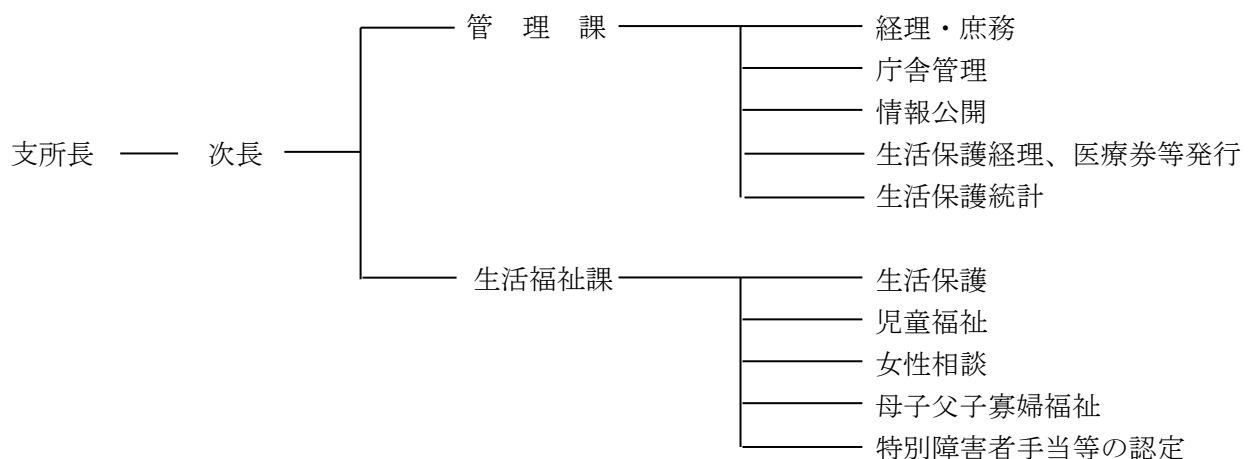 管　理　課
経理・庶務
庁舎管理
情報公開
支所長
次長
生活保護経理、医療券等発行
生活保護統計
生活福祉課
生活保護
児童福祉
女性相談
母子父子寡婦福祉
特別障害者手当等の認定